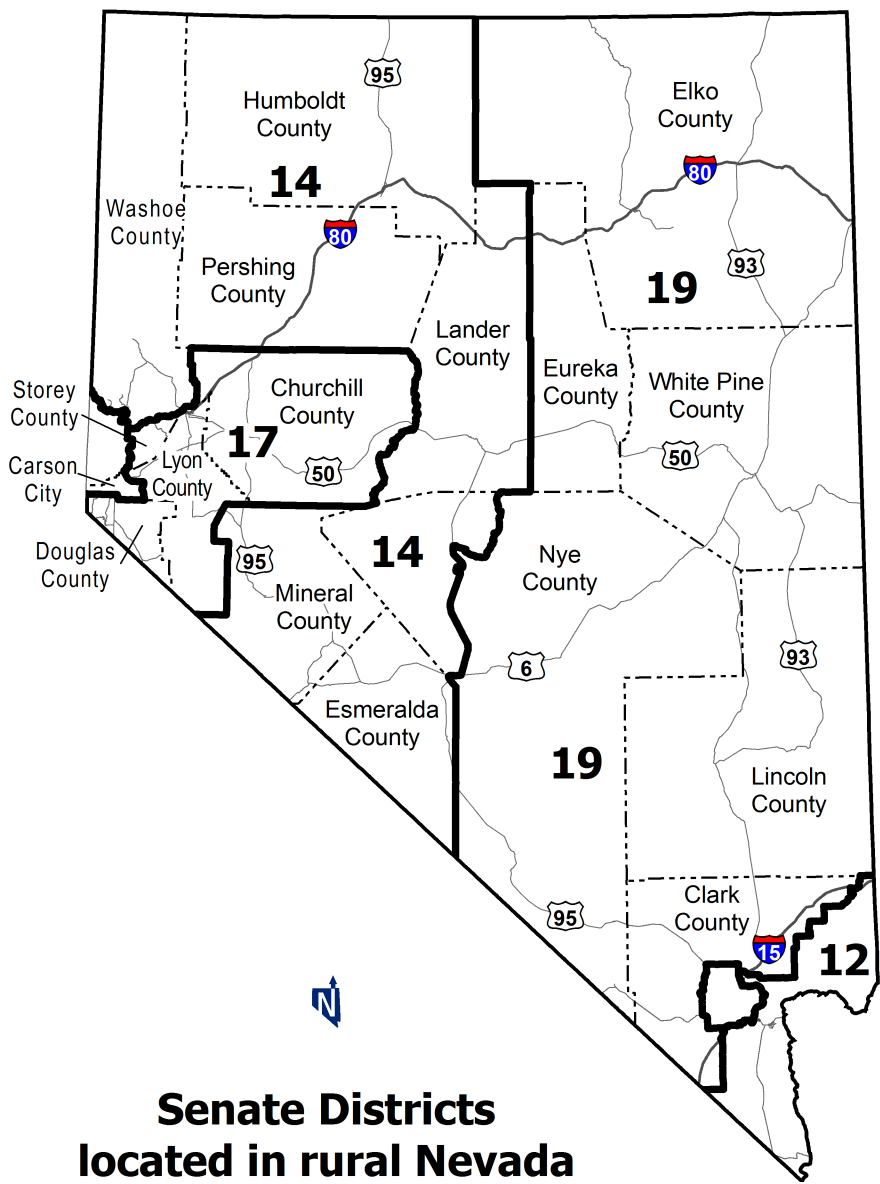 95
Humboldt
County
Elko
County
80
14
Washoe
County
80
Pershing
County
93
19
Lander
County
Eureka
County
White Pine
County
Storey
County
Churchill
County
17
50
50
Carson
City
Lyon
County
Douglas
County
95
14
Nye
County
Mineral
County
6
93
Esmeralda
County
19
Lincoln
County
Clark
County
95
15
12
N
Senate Districts
located in rural Nevada